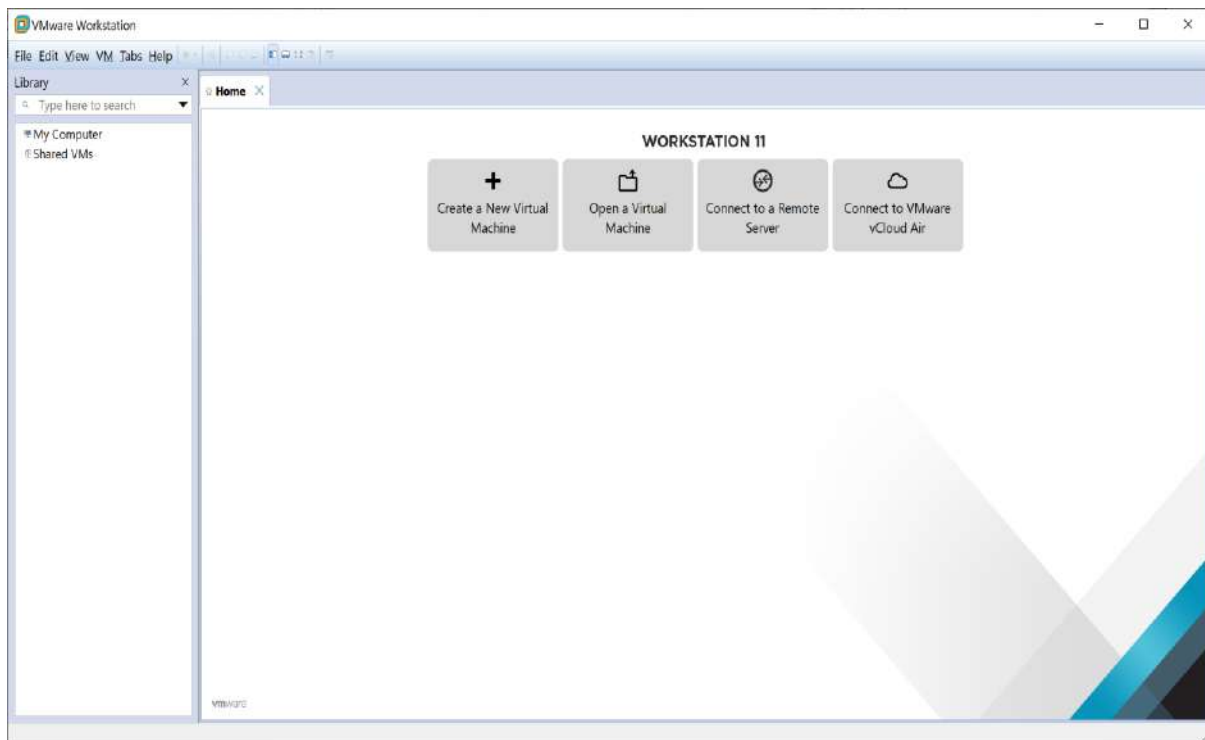 VMware Workstation
File Edit View VM Tabs Help
Library
Home
Type here to search
My Computer
Shared VMs
WORKSTATION 11
Create a New Virtual
Machine
Open a Virtual
Machine
Connect to a Remote
Server
Connect to VMware
vCloud Air
vmware